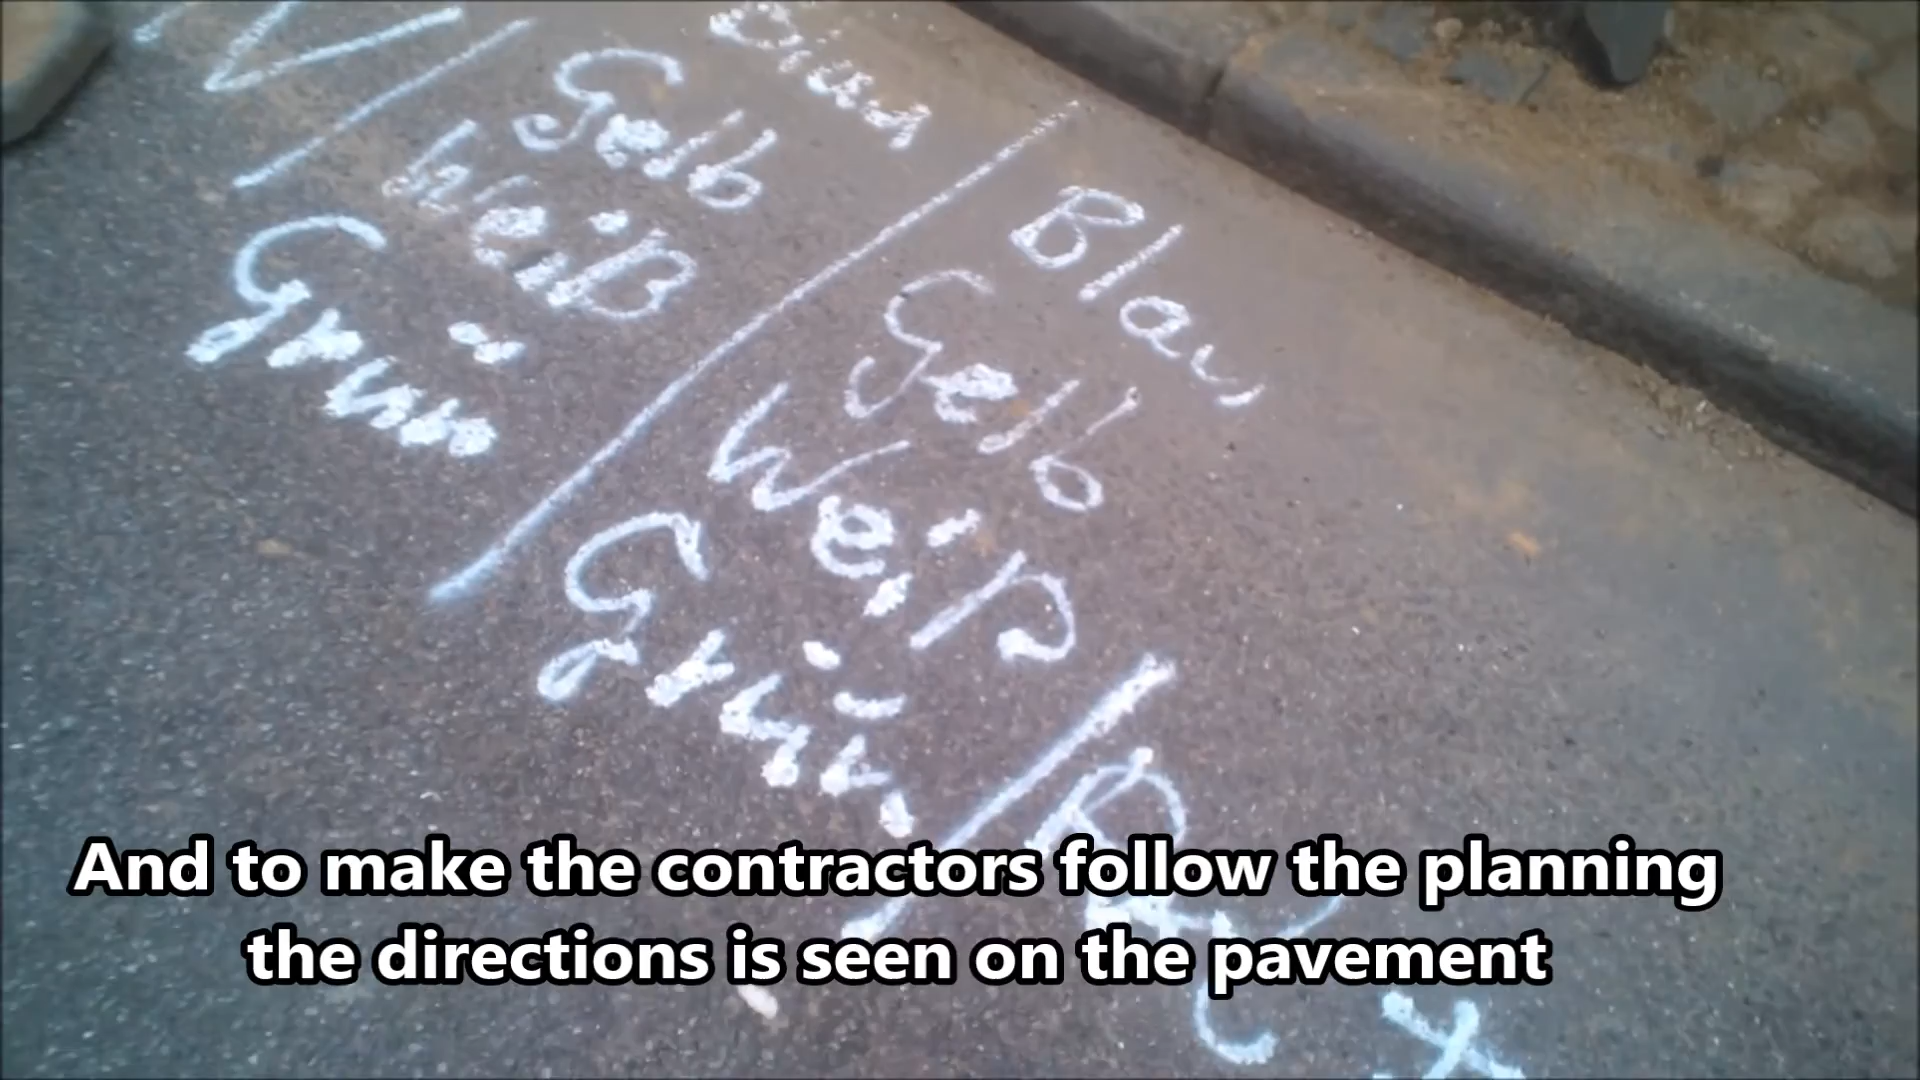 Blau
Gelb
weiß
Grün
Blau
Gelb
Weiß
Grün
And to make the contractors follow the planning
the directions is seen on the pavement